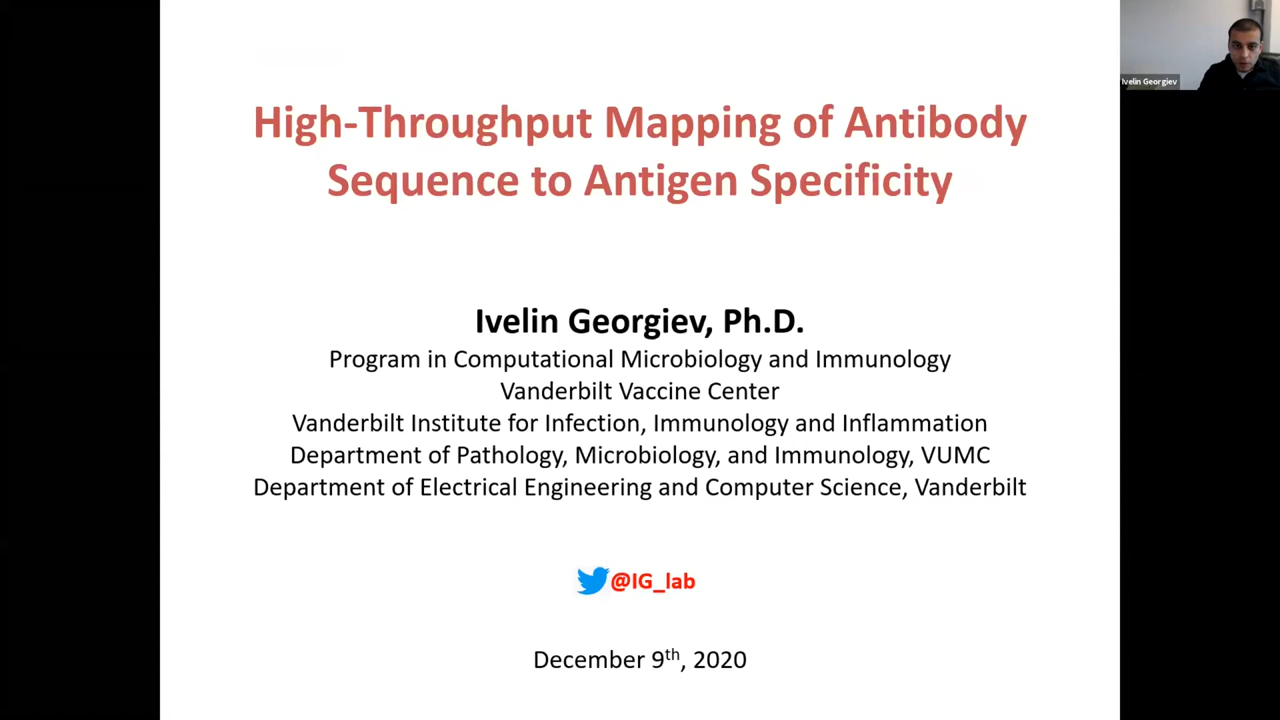 Ivelin Georgiev
High-Throughput Mapping of Antibody
Sequence to Antigen Specificity
Ivelin Georgiev, Ph.D.
Program in Computational Microbiology and Immunology
Vanderbilt Vaccine Center
Vanderbilt Institute for Infection, Immunology and Inflammation
Department of Pathology, Microbiology, and Immunology, VUMC
Department of Electrical Engineering and Computer Science, Vanderbilt
@IG_lab
December 9th, 2020